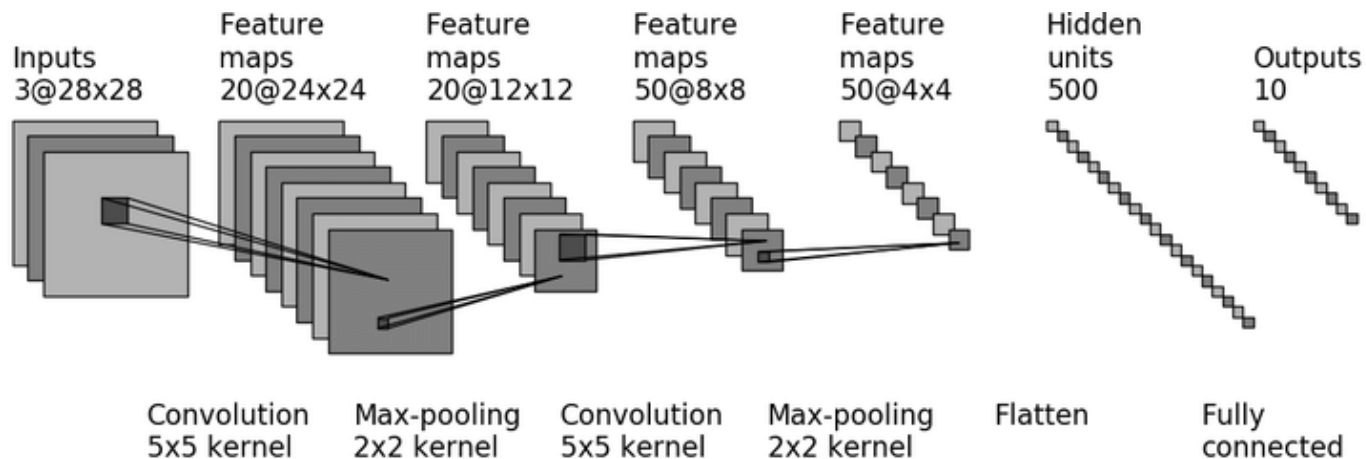 Inputs
3@28x28
Feature
maps
20@24x24
Feature
maps
20@12x12
Feature
maps
50@8x8
Feature
maps
50@4x4
Hidden
units
500
Outputs
10
Convolution
5x5 kernel
Max-pooling
2x2 kernel
Convolution
5x5 kernel
Max-pooling
2x2 kernel
Flatten
Fully
connected